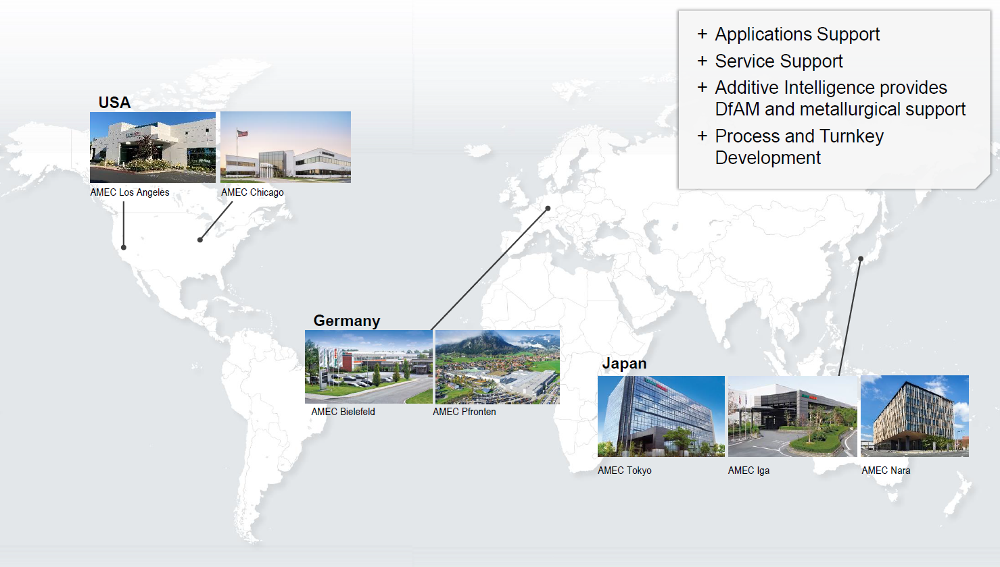 + Applications Support
+ Service Support
+ Additive Intelligence provides
DfAM and metallurgical support
+ Process and Turnkey
Development
USA
AMEC Los Angeles
AMEC Chicago
Germany
AMEC Bielefeld
AMEC Pfronten
Japan
AMEC Tokyo
AMEC Iga
AMEC Nara